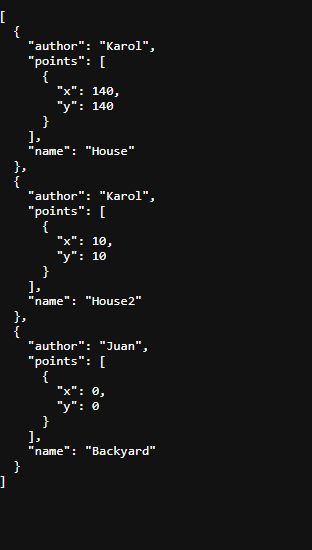 [
  {
    "author": "Karol",
    "points": [
      {
        "x": 140,
        "y": 140
      }
    ],
    "name": "House"
  },
  {
    "author": "Karol",
    "points": [
      {
        "x": 10,
        "y": 10
      }
    ],
    "name": "House2"
  },
  {
    "author": "Juan",
    "points": [
      {
        "x": 0,
        "y": 0
      }
    ],
    "name": "Backyard"
  }
]